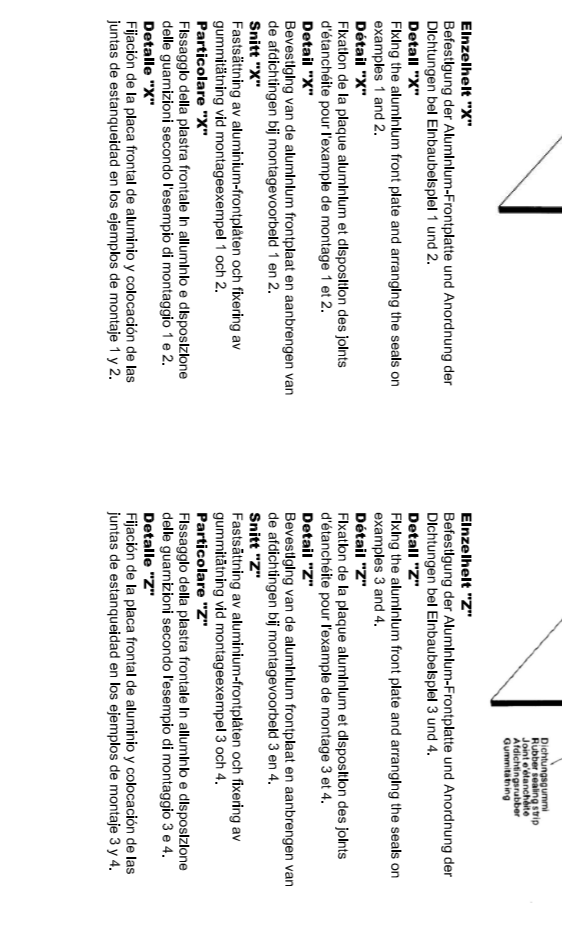 Einzelheit "X"
Befestigung der Aluminium-Frontplatte und Anordnung der
Dichtungen bei Einbaubeispiel 1 und 2.
Detail "X"
Fixing the aluminium front plate and arranging the seals on
examples 1 and 2.
Détail "X"
Fixation de la plaque aluminium et disposition des joints
d'étanchéite pour l'example de montage 1 et 2.
Detail "X"
Bevestiging van de aluminium frontplaat en aanbrengen van
de afdichtingen bij montagevoorbeld 1 en 2.
Snitt "X"
Fastsättning av aluminium-frontplåten och fixering av
gummitätning vid montageexempel 1 och 2.
Particolare "X"
Fissaggio della plastra frontale in alluminio e disposizione
delle guarnizioni secondo l'esempio di montaggio 1 e 2.
Detalle "X"
Fijación de la placa frontal de aluminio y colocación de las
juntas de estanqueidad en los ejemplos de montaje 1 y 2.
Einzelheit "Z"
Befestigung der Aluminium-Frontplatte und Anordnung der
Dichtungen bei Einbaubeispiel 3 und 4.
Detail "Z"
Fixing the aluminium front plate and arranging the seals on
examples 3 and 4.
Détail "Z"
Fixation de la plaque aluminium et disposition des joints
d'étanchéite pour l'example de montage 3 et 4.
Detail "Z"
Bevestiging van de aluminium frontplaat en aanbrengen van
de afdichtingen bij montagevoorbeld 3 en 4.
Snitt "Z"
Fastsättning av aluminium-frontplåten och fixering av
gummitätning vid montageexempel 3 och 4.
Particolare "Z"
Fissaggio della plastra frontale in alluminio e disposizione
delle guarnizioni secondo l'esempio di montaggio 3 e 4.
Detalle "Z"
Fijación de la placa frontal de aluminio y colocación de las
juntas de estanqueidad en los ejemplos de montaje 3 y 4.
Dichtungsgummi
Rubber sealing strip
Joint e'étanchéite
Afdichtingsrubber
Gummitätning